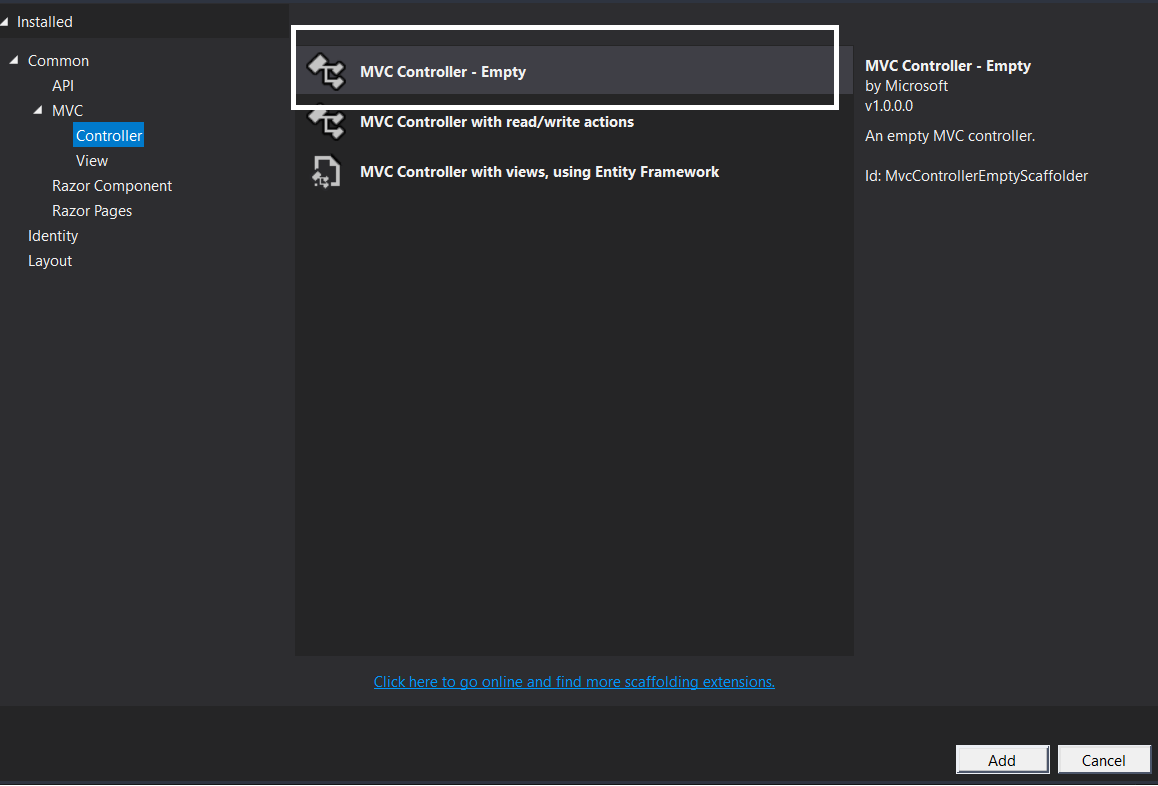 Installed
Common
API
MVC
Controller
View
Razor Component
Razor Pages
Identity
Layout
MVC Controller - Empty
MVC Controller with read/write actions
MVC Controller with views, using Entity Framework
Click here to go online and find more scaffolding extensions.
MVC Controller - Empty
by Microsoft
v1.0.0.0
An empty MVC controller.
Id: MvcControllerEmptyScaffolder
Add
Cancel